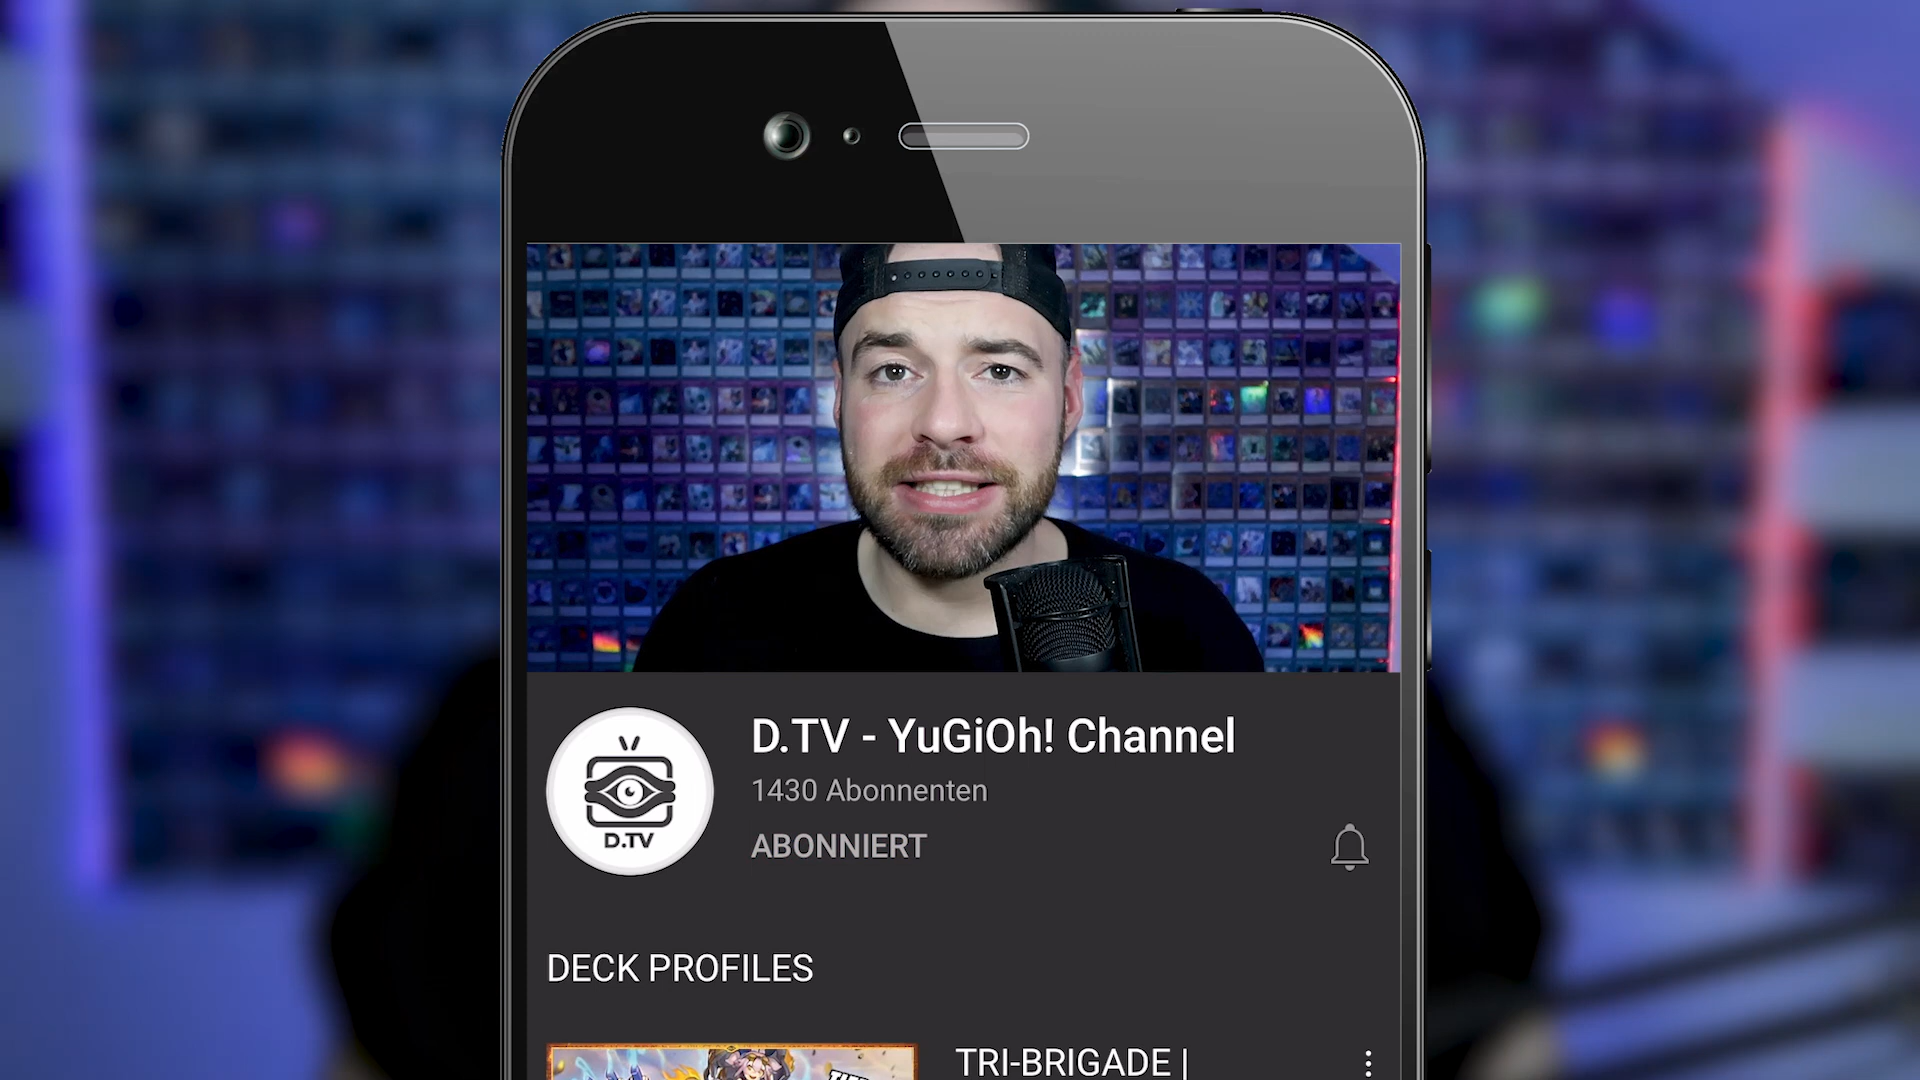 D.TV - YuGiOh! Channel
1430 Abonnenten
ABONNIERT
D.TV
DECK PROFILES
TRI-BRIGADE |